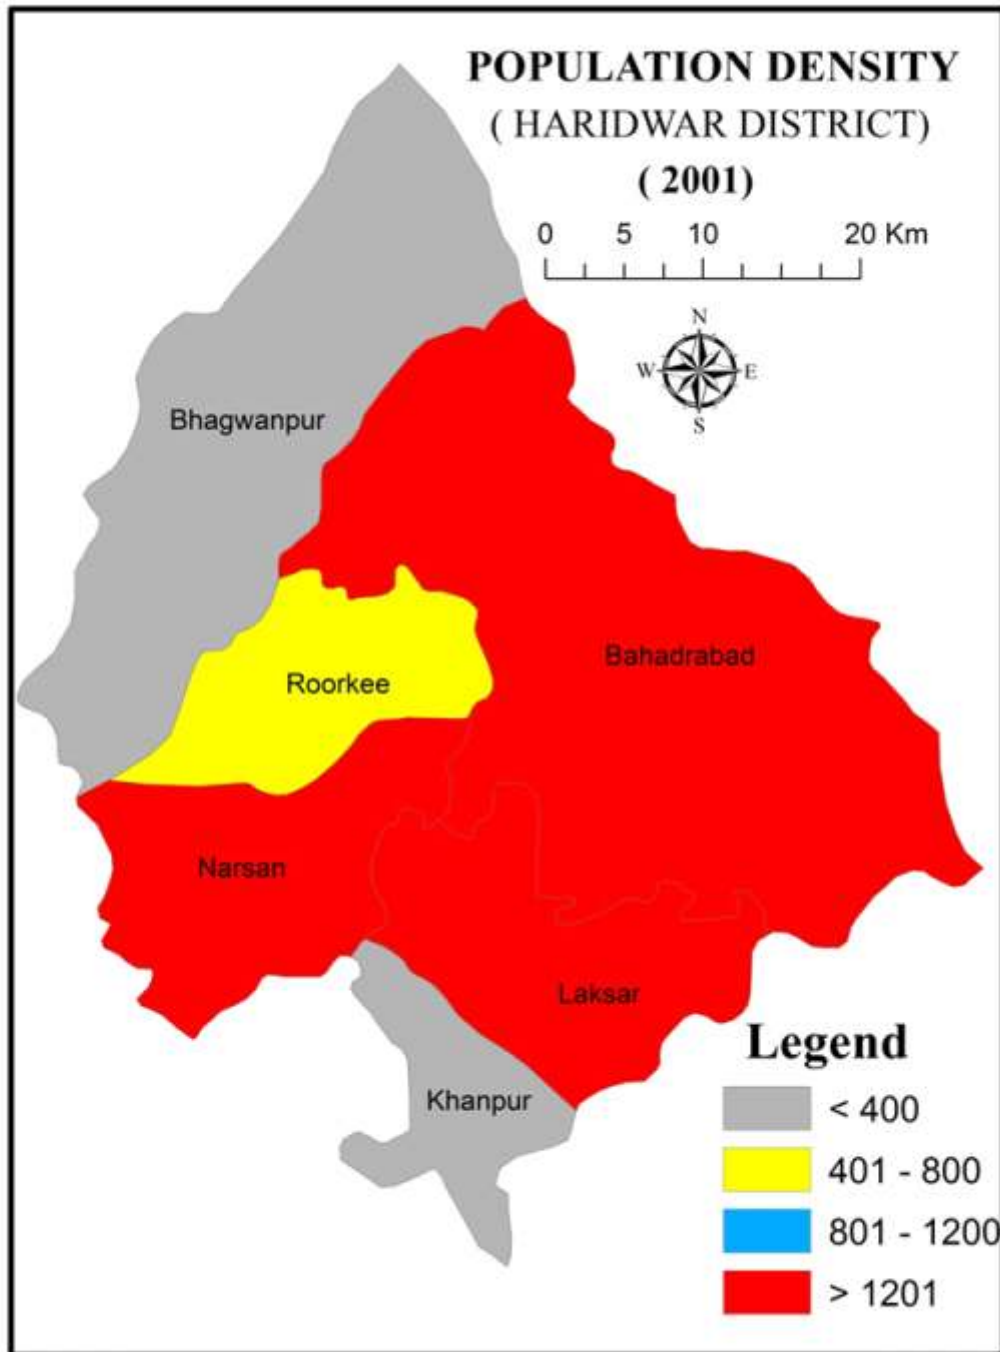 POPULATION DENSITY
( HARIDWAR DISTRICT)
( 2001)
0 5 10 20 Km
N
W E
S
Bhagwanpur
Bahadrabad
Roorkee
Narsan
Laksar
Khanpur
Legend
< 400
401 - 800
801 - 1200
> 1201